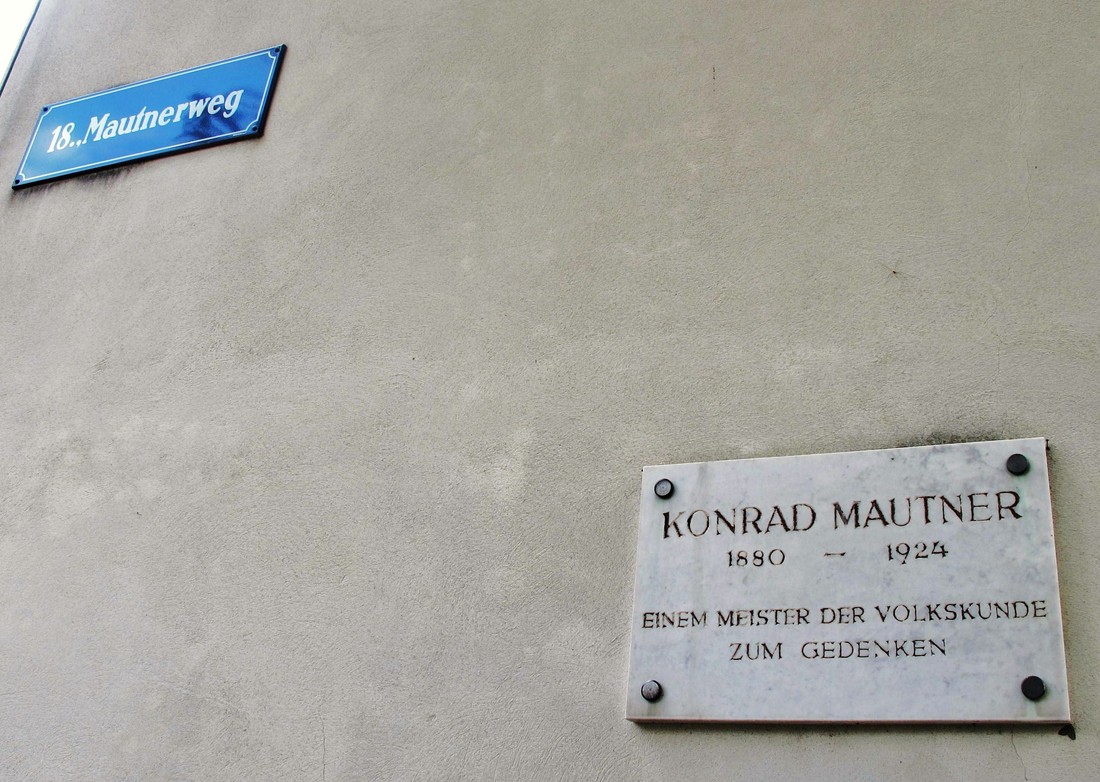 18., Mautnerweg
KONRAD MAUTNER
1880 — 1924
EINEM MEISTER DER VOLKSKUNDE
ZUM GEDENKEN